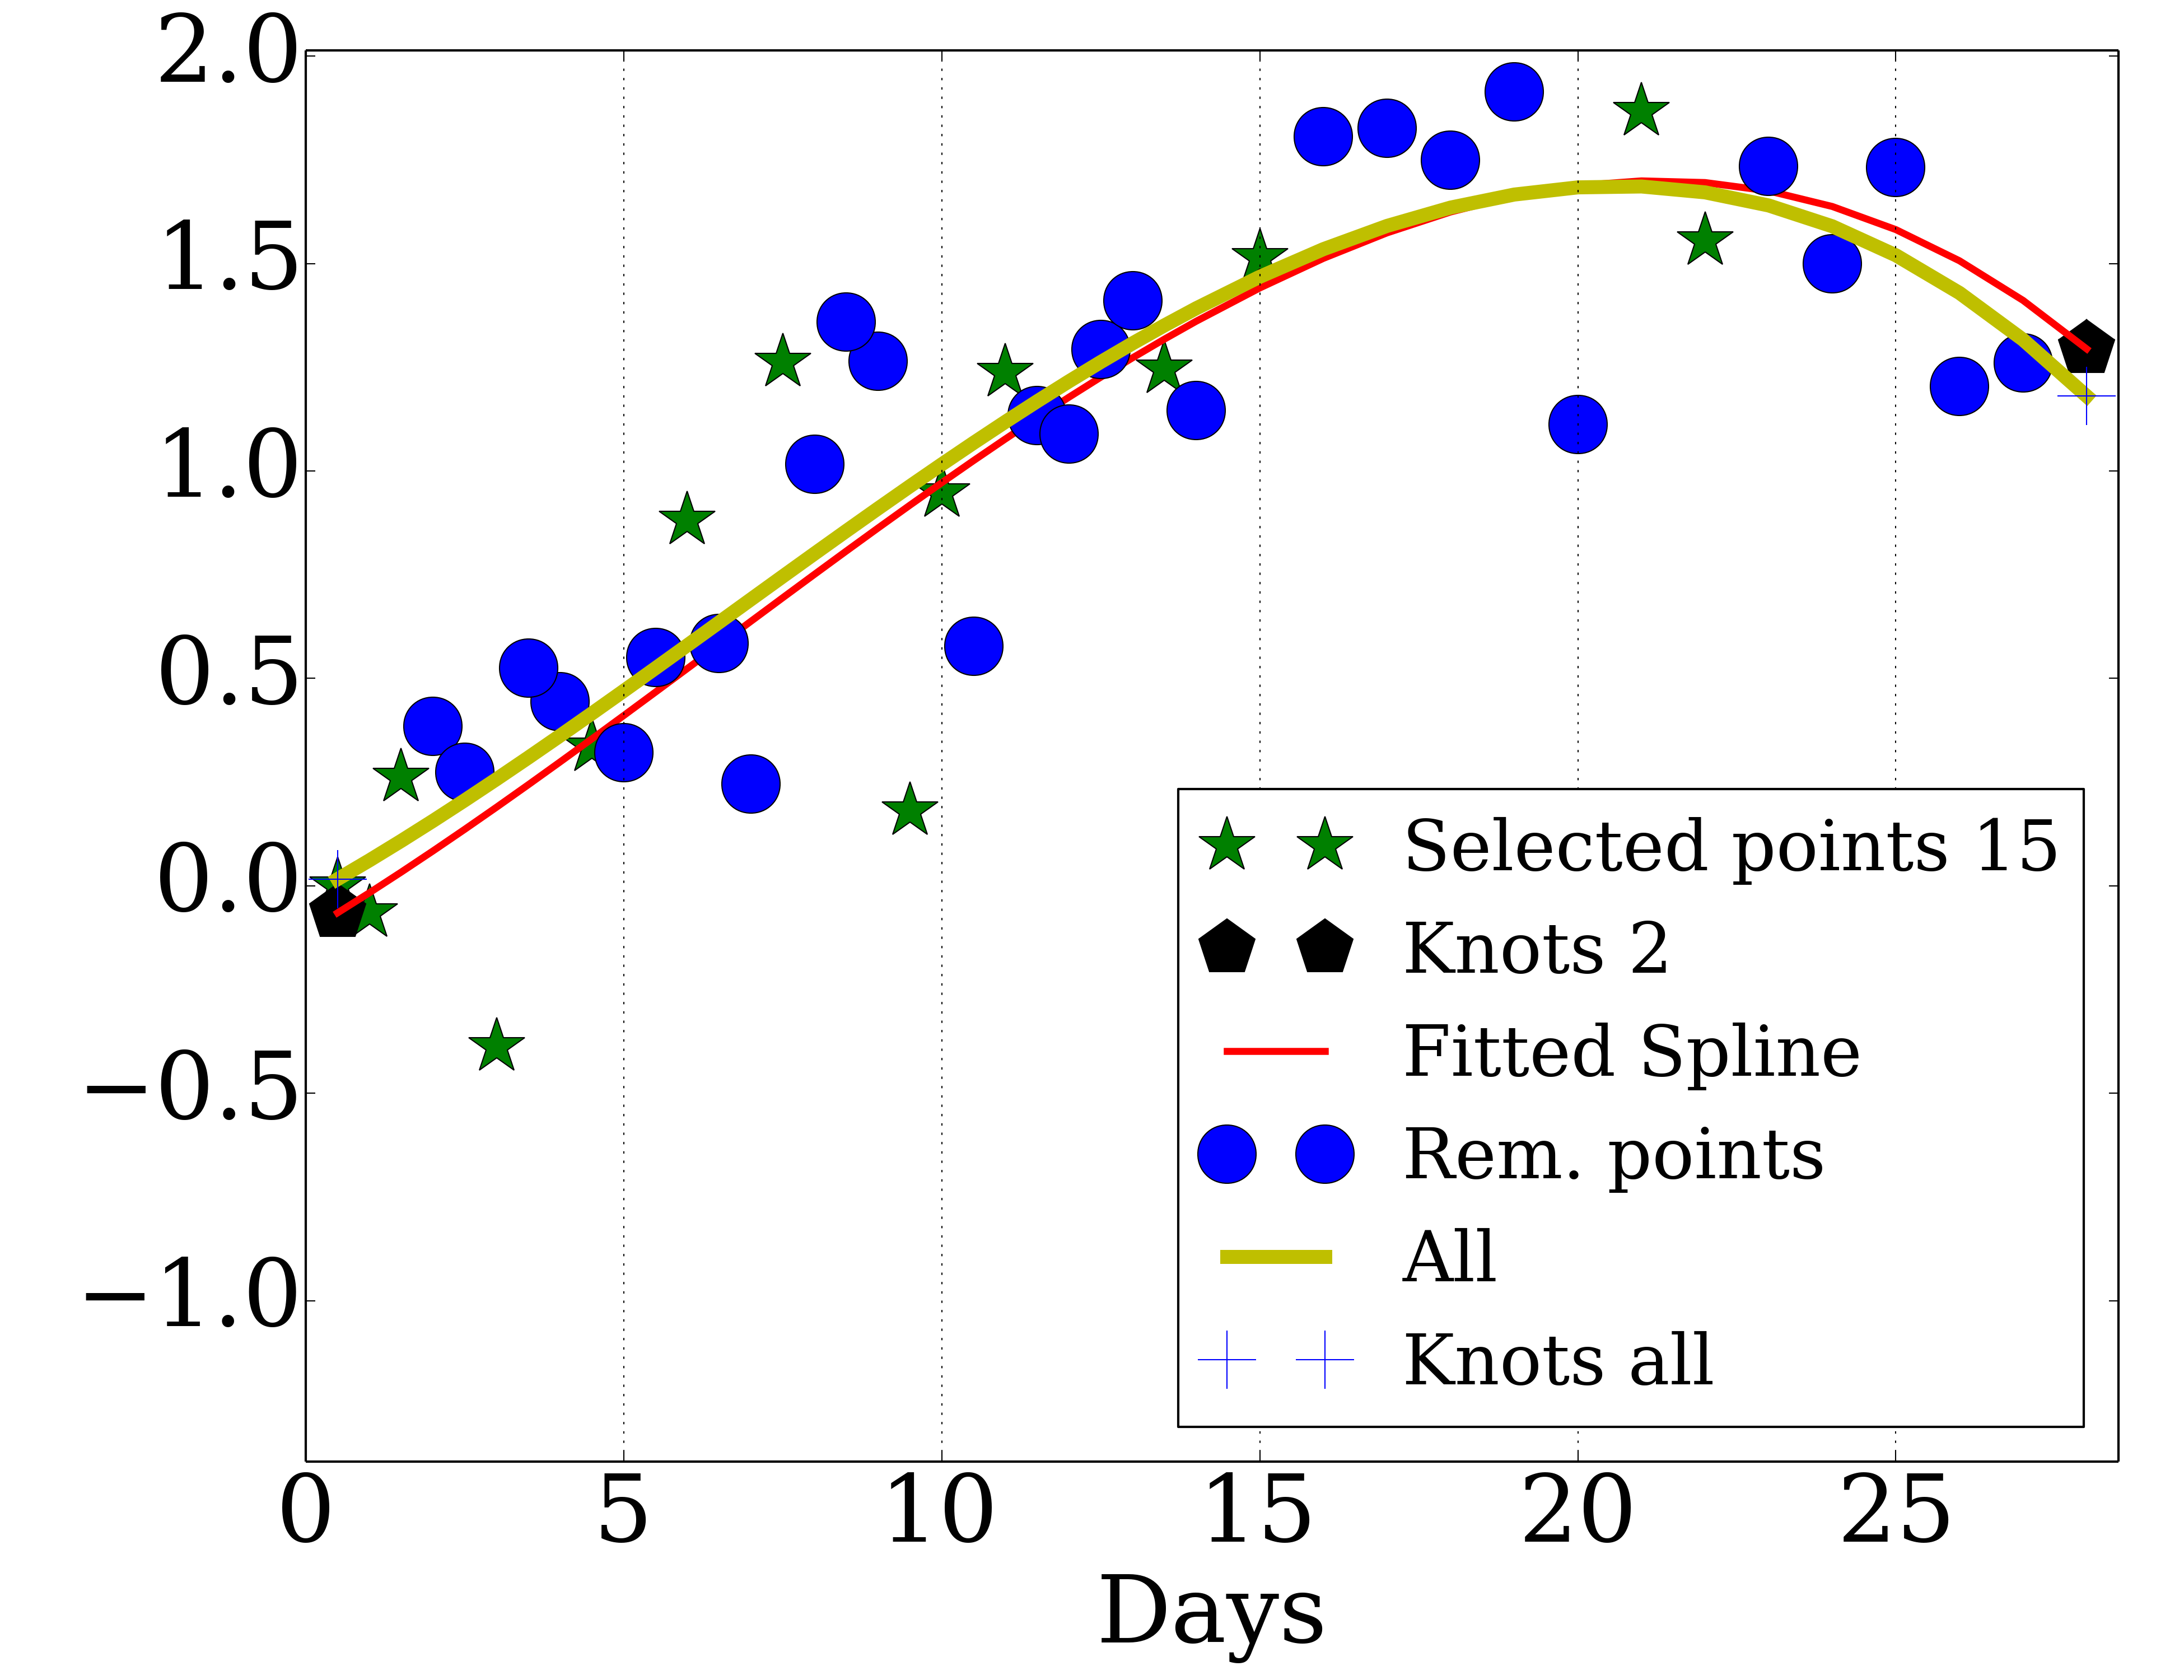 2.0
1.5
1.0
0.5
0.0
−0.5
−1.0
0 5 10 15 20 25
Days
Selected points 15
Knots 2
Fitted Spline
Rem. points
All
Knots all